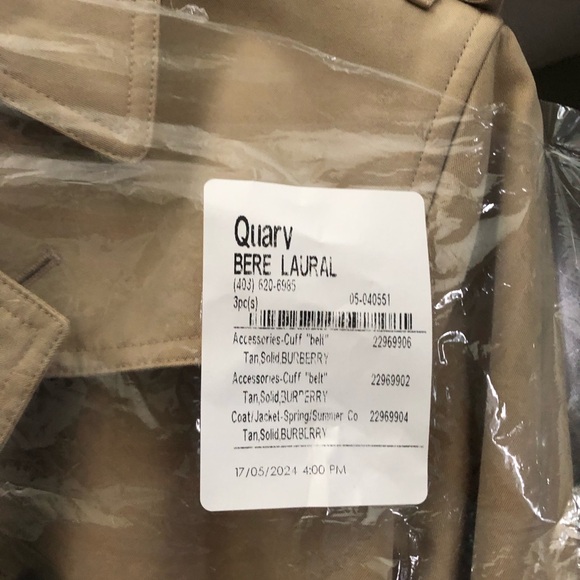 Quarv
BERE LAURAL
(403) 620-6985
3pc(s) 05-040551
Accessories-Cuff "belt" 22969906
Tan,Solid,BURBERRY
Accessories-Cuff "belt" 22969902
Tan,Solid,BURBERRY
Coat/Jacket-Spring/Summer Co 22969904
Tan,Solid,BURBERRY
17/05/2024 4:00 PM